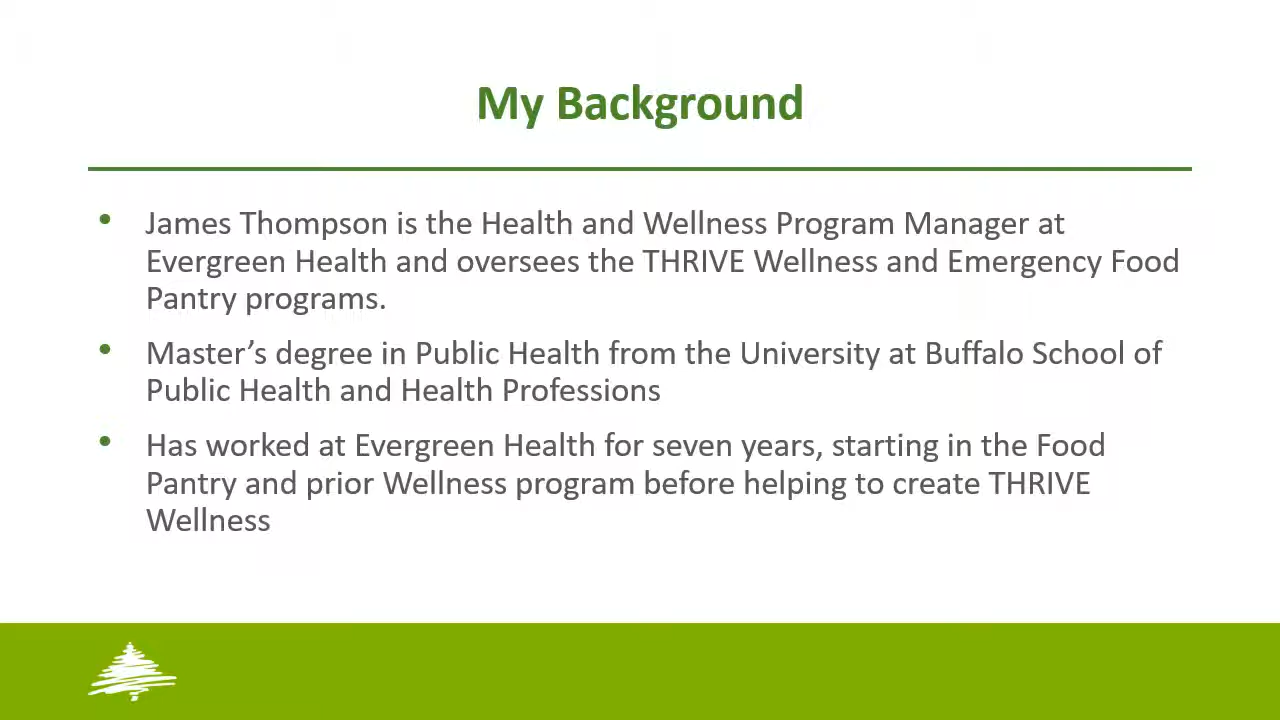 My Background
• James Thompson is the Health and Wellness Program Manager at
Evergreen Health and oversees the THRIVE Wellness and Emergency Food
Pantry programs.
• Master’s degree in Public Health from the University at Buffalo School of
Public Health and Health Professions
• Has worked at Evergreen Health for seven years, starting in the Food
Pantry and prior Wellness program before helping to create THRIVE
Wellness